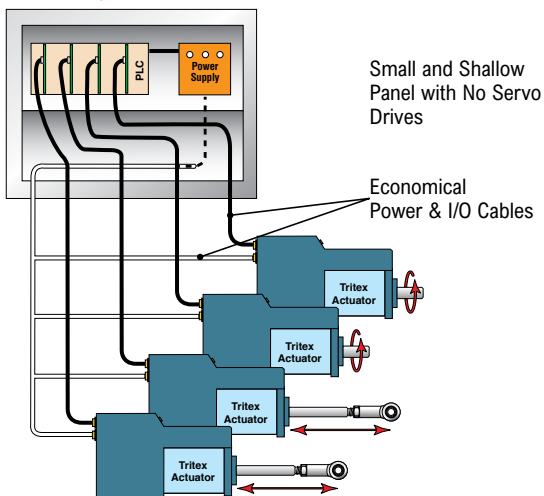 PLC
Power
Supply
Small and Shallow
Panel with No Servo
Drives
Economical
Power & I/O Cables
Tritex
Actuator
Tritex
Actuator
Tritex
Actuator
Tritex
Actuator